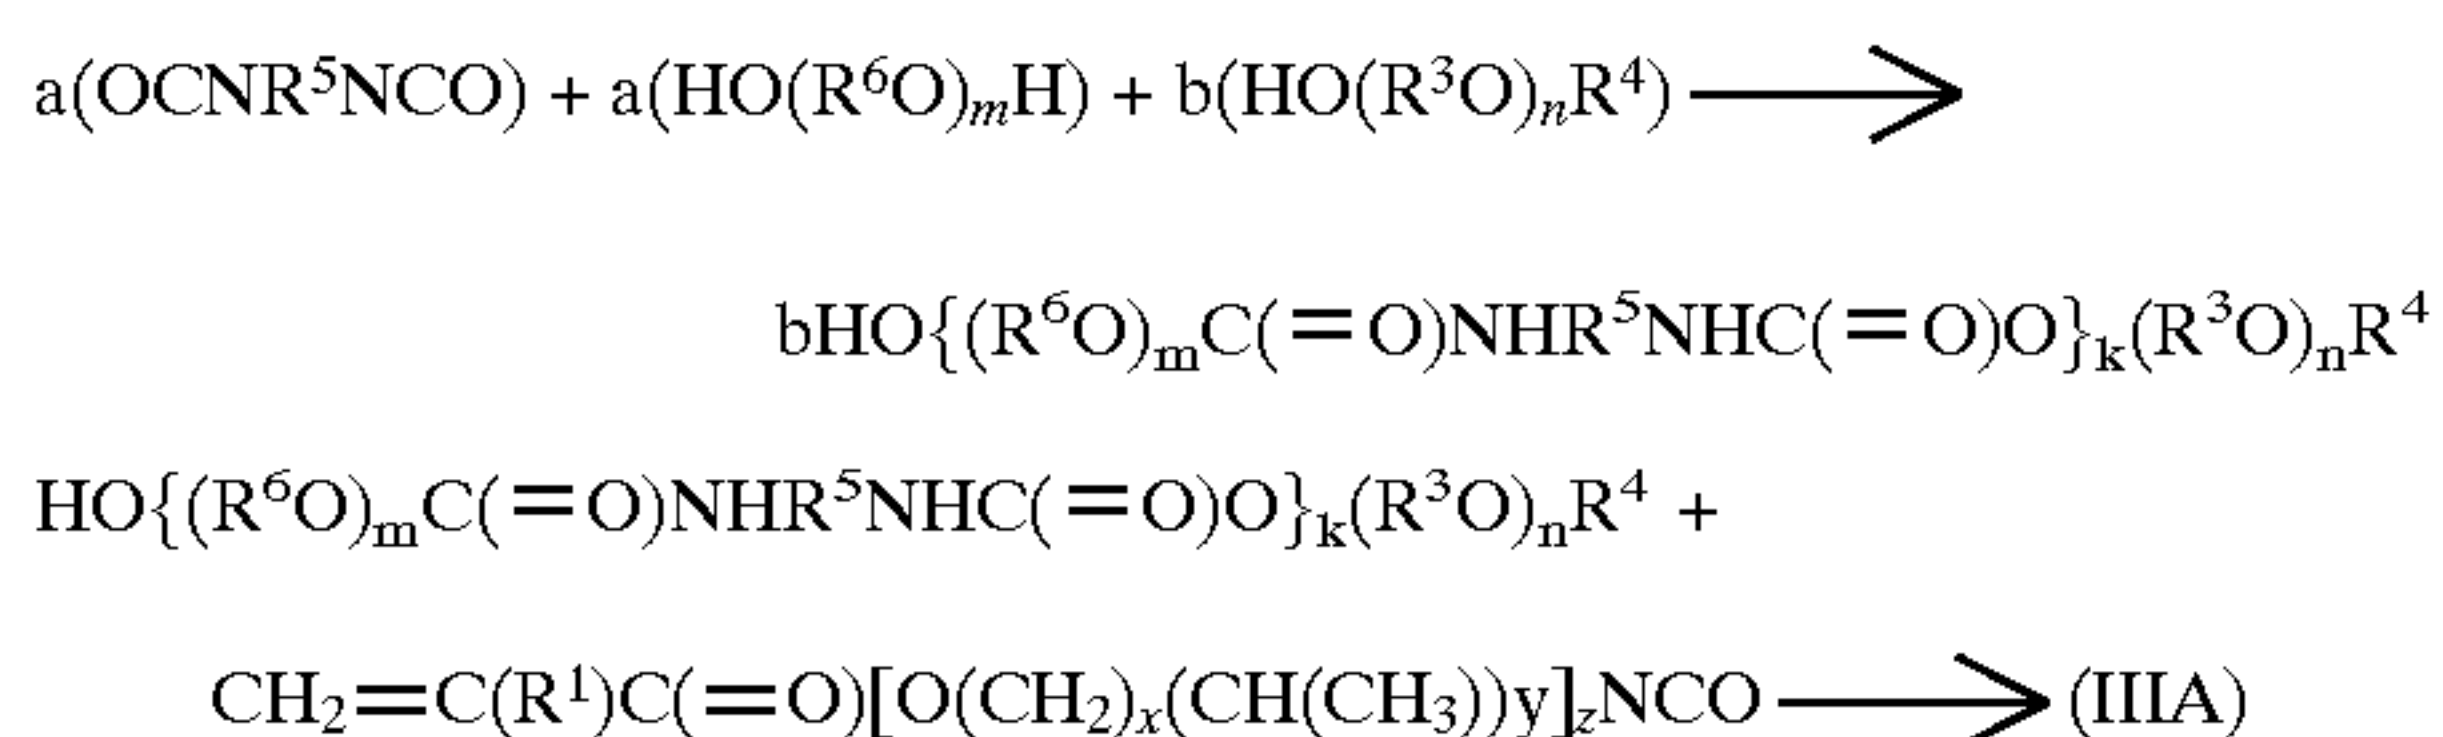 a(OCNR⁵NCO) + a(HO(R⁶O)ₘH) + b(HO(R³O)ₙR⁴) ⟶
bHO{(R⁶O)ₘC(=O)NHR⁵NHC(=O)O}ₖ(R³O)ₙR⁴
HO{(R⁶O)ₘC(=O)NHR⁵NHC(=O)O}ₖ(R³O)ₙR⁴ +
CH₂=C(R¹)C(=O)[O(CH₂)ₓ(CH(CH₃))y]_zNCO ⟶ (IIIA)